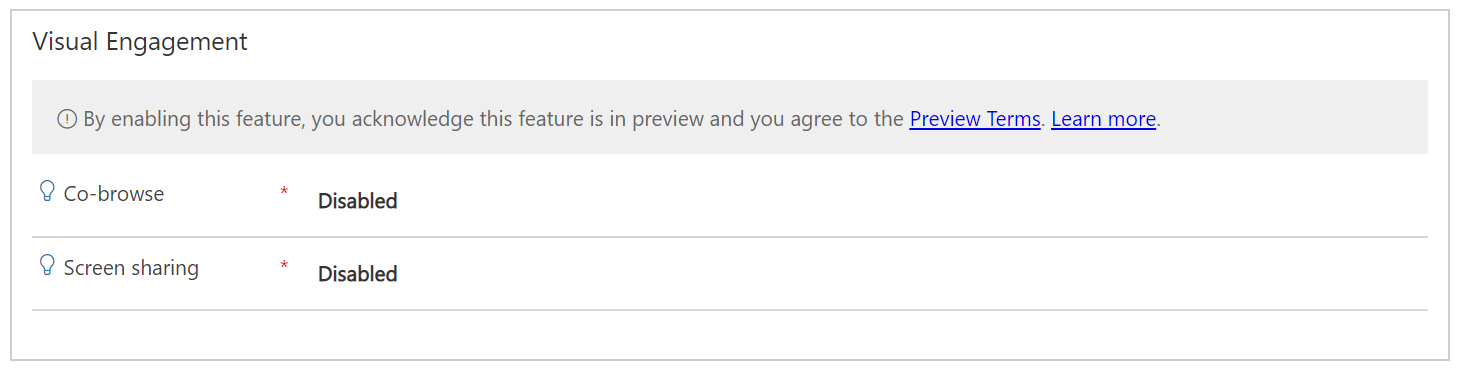 Visual Engagement
By enabling this feature, you acknowledge this feature is in preview and you agree to the Preview Terms. Learn more.
Co-browse * Disabled
Screen sharing * Disabled